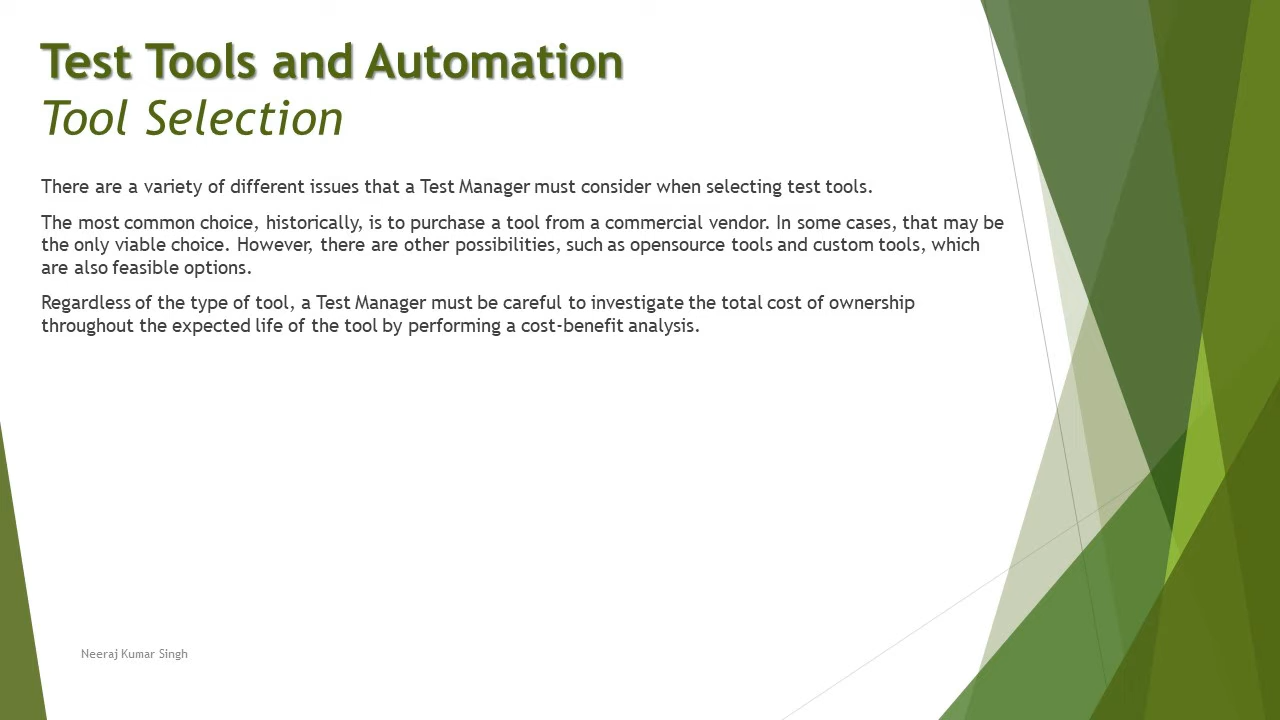 Test Tools and Automation
Tool Selection
There are a variety of different issues that a Test Manager must consider when selecting test tools.
The most common choice, historically, is to purchase a tool from a commercial vendor. In some cases, that may be
the only viable choice. However, there are other possibilities, such as opensource tools and custom tools, which
are also feasible options.
Regardless of the type of tool, a Test Manager must be careful to investigate the total cost of ownership
throughout the expected life of the tool by performing a cost-benefit analysis.
Neeraj Kumar Singh